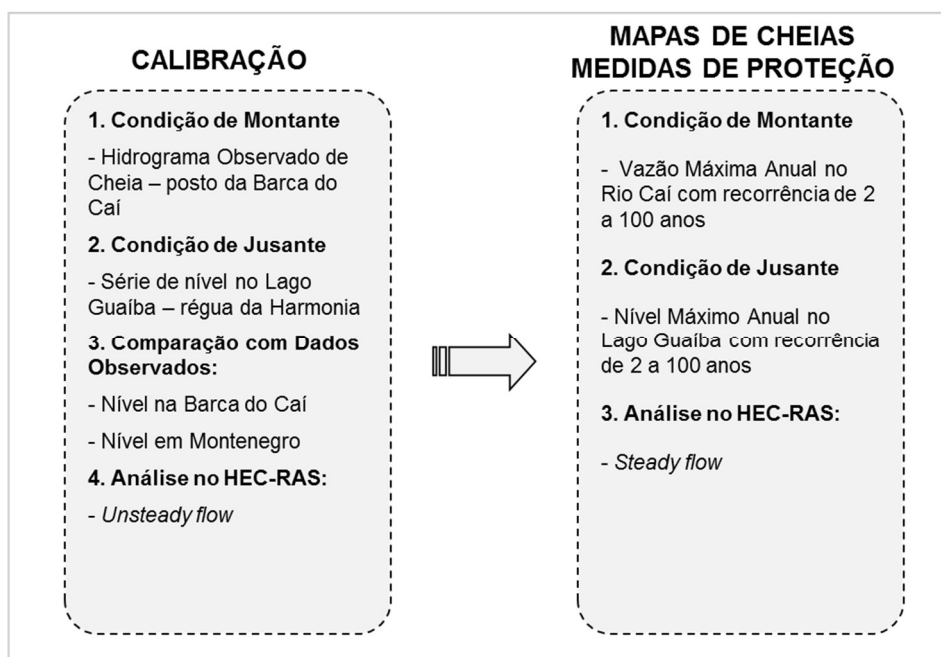 CALIBRAÇÃO
1. Condição de Montante
- Hidrograma Observado de
Cheia – posto da Barca do
Caí
2. Condição de Jusante
- Série de nível no Lago
Guaíba – régua da Harmonia
3. Comparação com Dados
Observados:
- Nível na Barca do Caí
- Nível em Montenegro
4. Análise no HEC-RAS:
- Unsteady flow
MAPAS DE CHEIAS
MEDIDAS DE PROTEÇÃO
1. Condição de Montante
- Vazão Máxima Anual no
Rio Caí com recorrência de 2
a 100 anos
2. Condição de Jusante
- Nível Máximo Anual no
Lago Guaíba com recorrência
de 2 a 100 anos
3. Análise no HEC-RAS:
- Steady flow